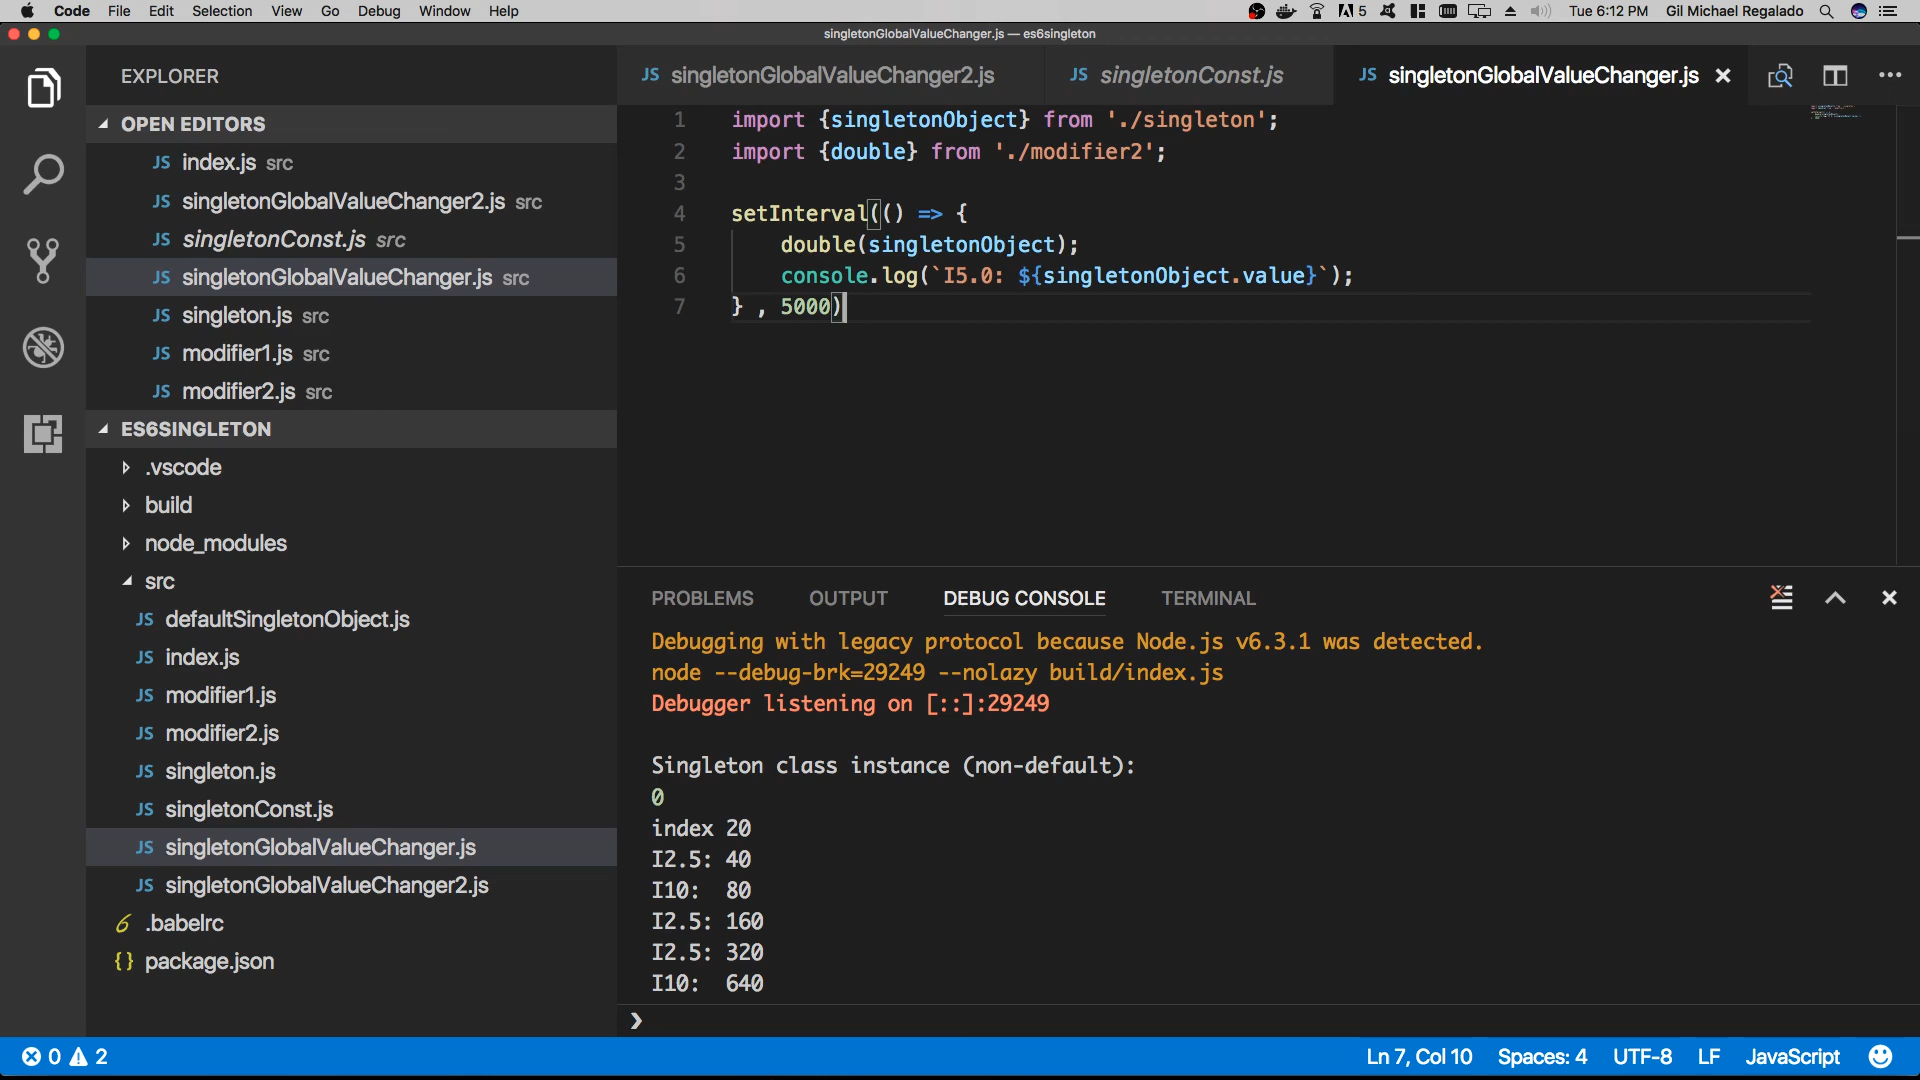 Code File Edit Selection View Go Debug Window Help
5 Tue 6:12 PM Gil Michael Regalado
singletonGlobalValueChanger.js — es6singleton
EXPLORER
OPEN EDITORS
JS index.js src
JS singletonGlobalValueChanger2.js src
JS singletonConst.js src
JS singletonGlobalValueChanger.js src
JS singleton.js src
JS modifier1.js src
JS modifier2.js src
ES6SINGLETON
.vscode
build
node_modules
src
JS defaultSingletonObject.js
JS index.js
JS modifier1.js
JS modifier2.js
JS singleton.js
JS singletonConst.js
JS singletonGlobalValueChanger.js
JS singletonGlobalValueChanger2.js
.babelrc
{} package.json
JS singletonGlobalValueChanger2.js JS singletonConst.js JS singletonGlobalValueChanger.js
1 import {singletonObject} from './singleton';
2 import {double} from './modifier2';
3
4 setInterval(() => {
5 double(singletonObject);
6 console.log(`I5.0: ${singletonObject.value}`);
7 } , 5000)
PROBLEMS OUTPUT DEBUG CONSOLE TERMINAL
Debugging with legacy protocol because Node.js v6.3.1 was detected.
node --debug-brk=29249 --nolazy build/index.js
Debugger listening on [::]:29249
Singleton class instance (non-default):
0
index 20
I2.5: 40
I10: 80
I2.5: 160
I2.5: 320
I10: 640
0 2 Ln 7, Col 10 Spaces: 4 UTF-8 LF JavaScript